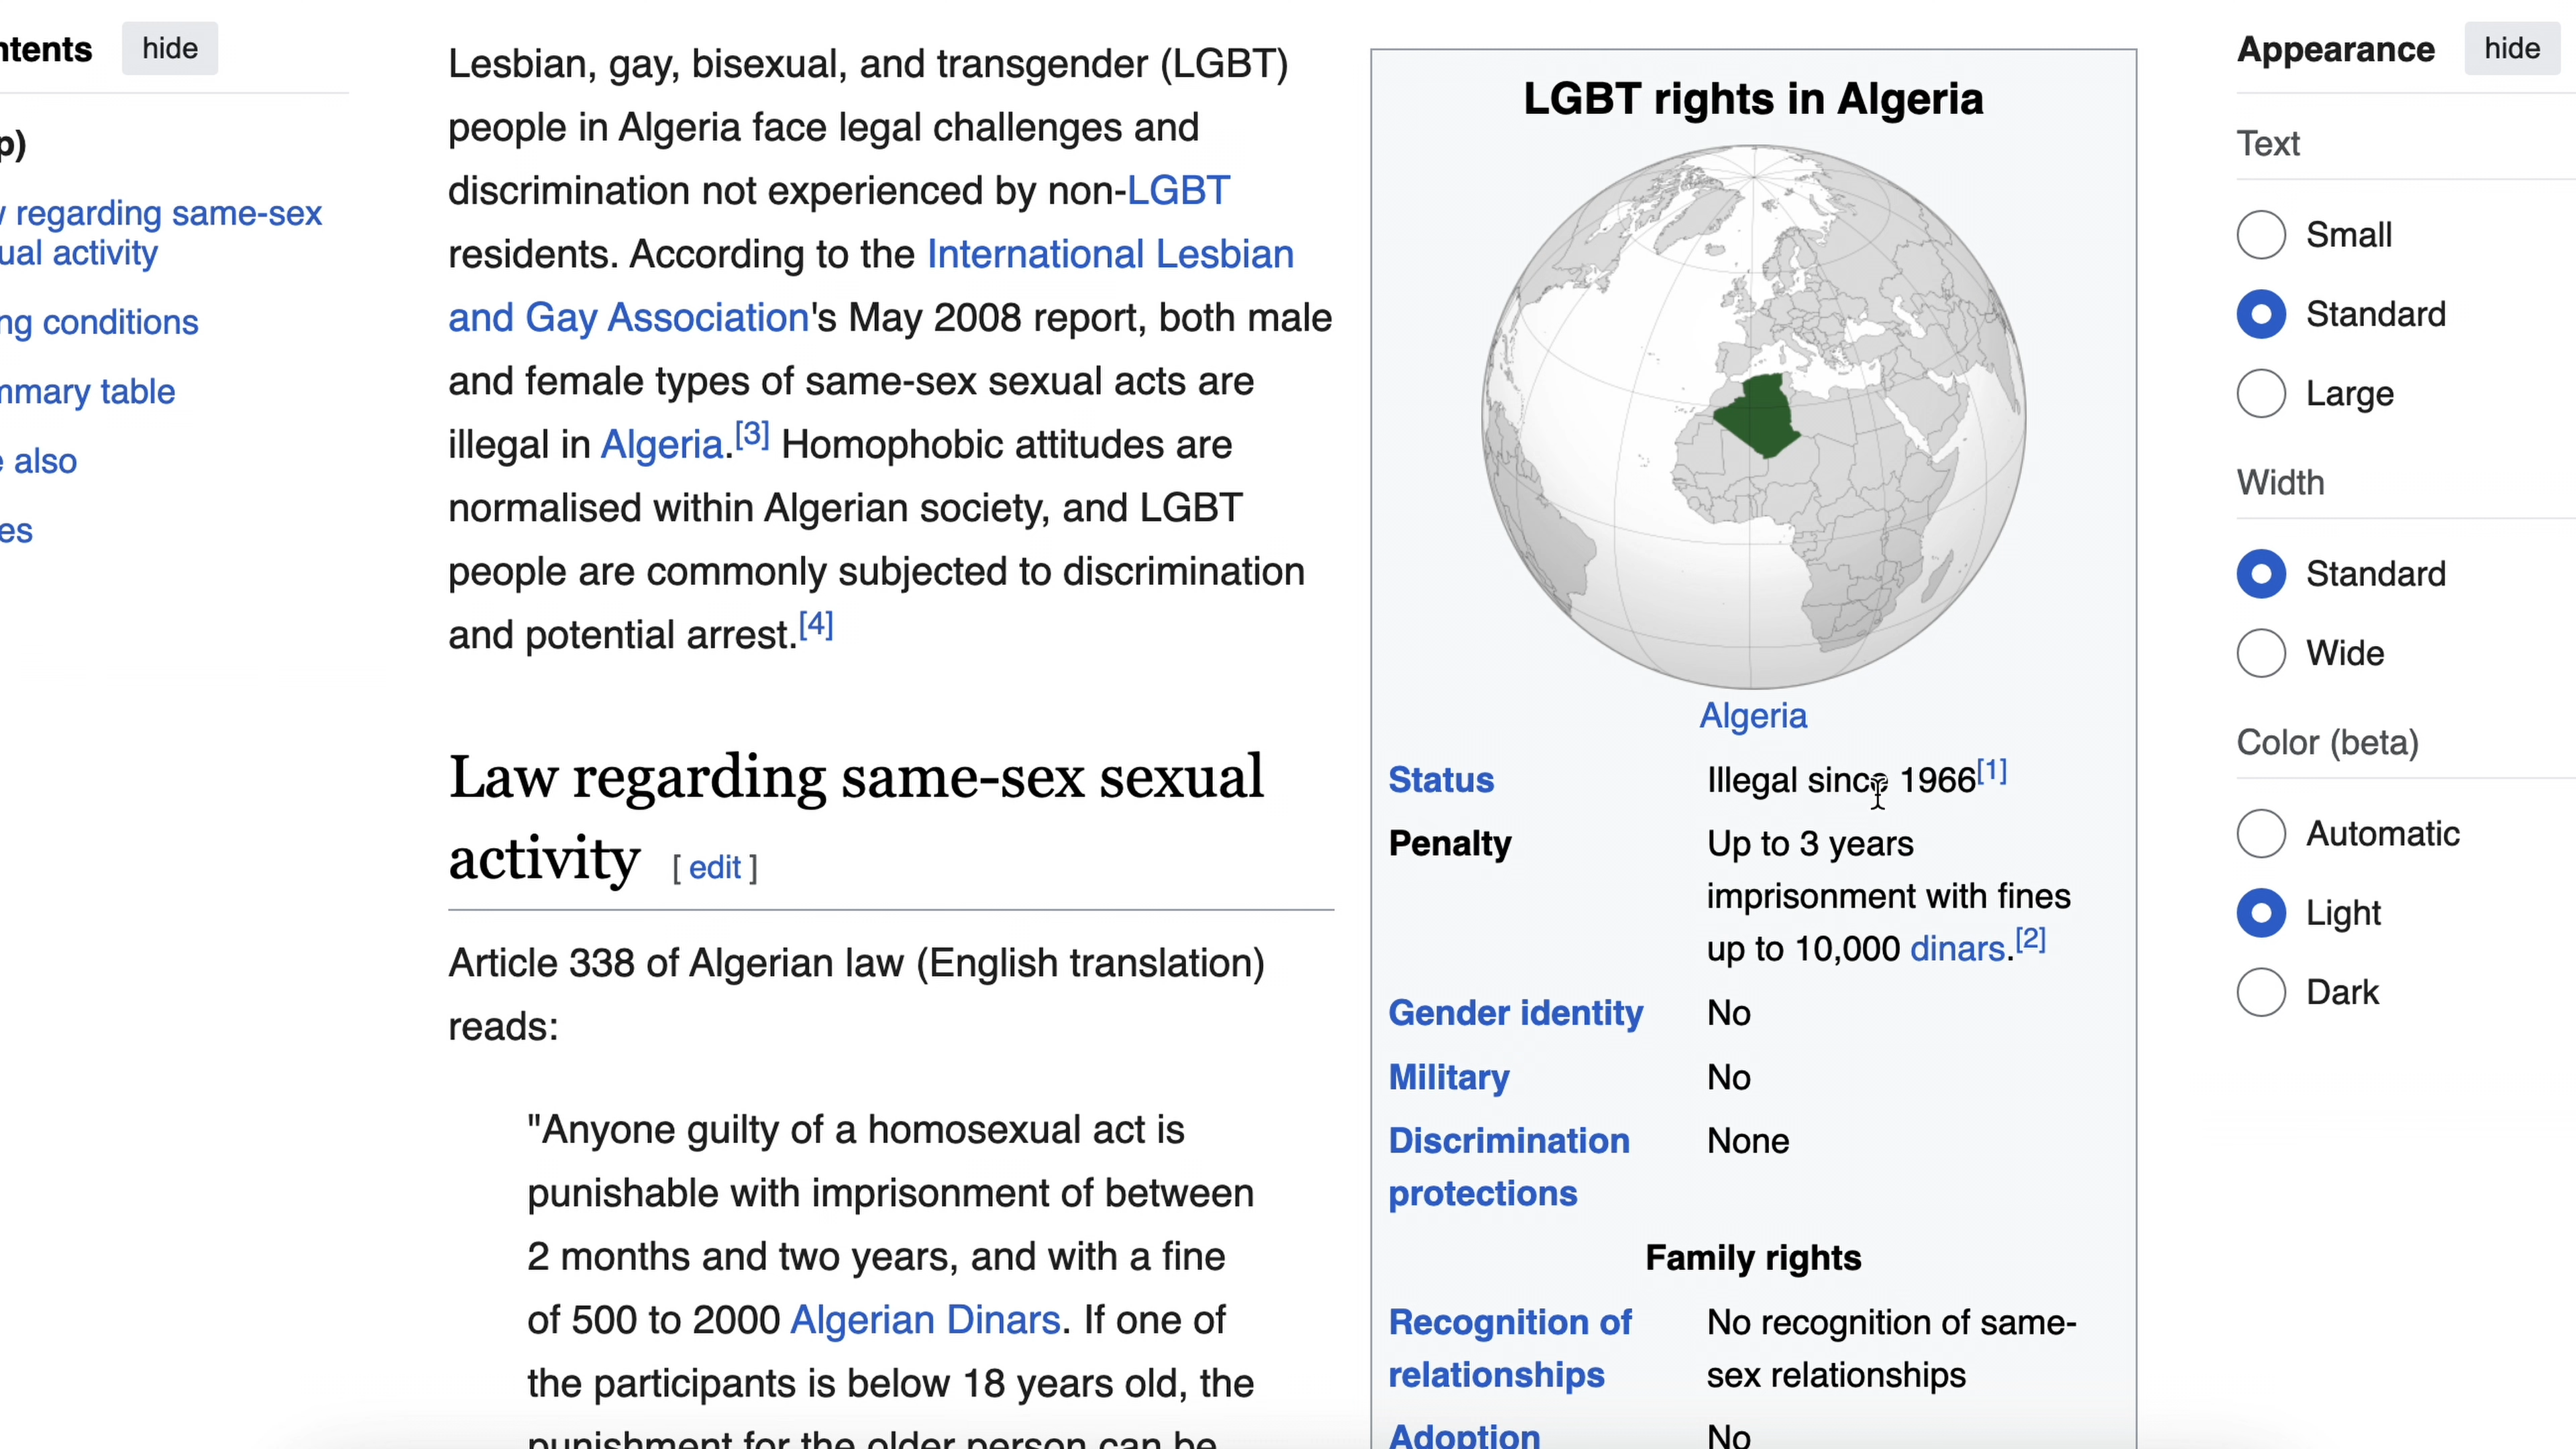 ntents hide
p)
regarding same-sex
ual activity
ng conditions
mmary table
also
es
Lesbian, gay, bisexual, and transgender (LGBT)
people in Algeria face legal challenges and
discrimination not experienced by non-LGBT
residents. According to the International Lesbian
and Gay Association's May 2008 report, both male
and female types of same-sex sexual acts are
illegal in Algeria.[3] Homophobic attitudes are
normalised within Algerian society, and LGBT
people are commonly subjected to discrimination
and potential arrest.[4]
Law regarding same-sex sexual
activity [ edit ]
Article 338 of Algerian law (English translation)
reads:
"Anyone guilty of a homosexual act is
punishable with imprisonment of between
2 months and two years, and with a fine
of 500 to 2000 Algerian Dinars. If one of
the participants is below 18 years old, the
punishment for the older person can be
LGBT rights in Algeria
Algeria
Status Illegal since 1966[1]
Penalty Up to 3 years
imprisonment with fines
up to 10,000 dinars.[2]
Gender identity No
Military No
Discrimination None
protections
Family rights
Recognition of No recognition of same-
relationships sex relationships
Adoption No
Appearance hide
Text
Small
Standard
Large
Width
Standard
Wide
Color (beta)
Automatic
Light
Dark